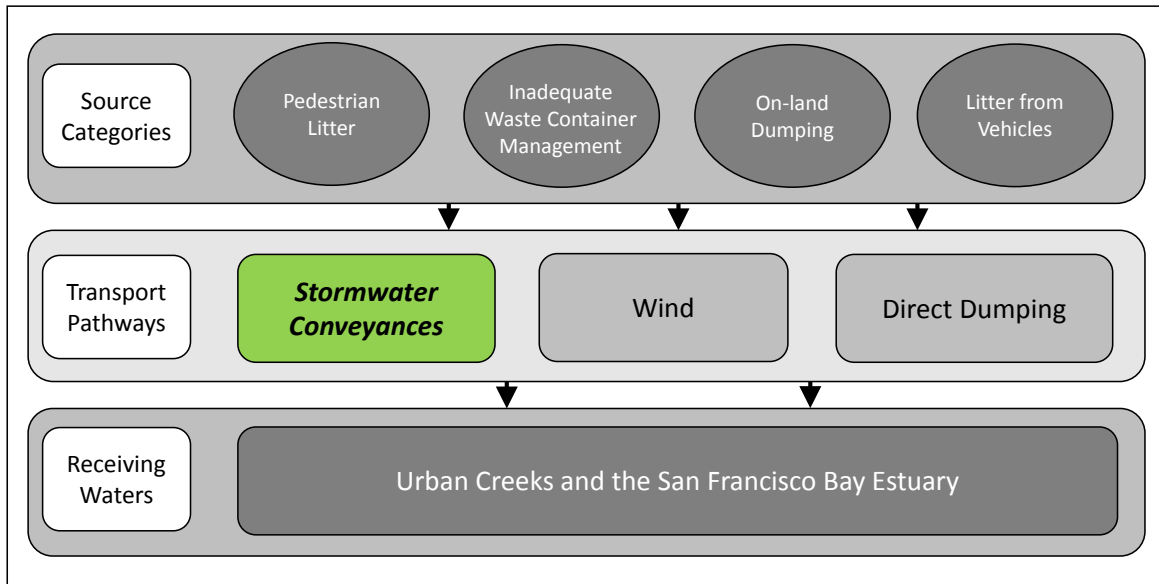 Source
Categories
Pedestrian
Litter
Inadequate
Waste Container
Management
On-land
Dumping
Litter from
Vehicles
Transport
Pathways
Stormwater
Conveyances
Wind
Direct Dumping
Receiving
Waters
Urban Creeks and the San Francisco Bay Estuary